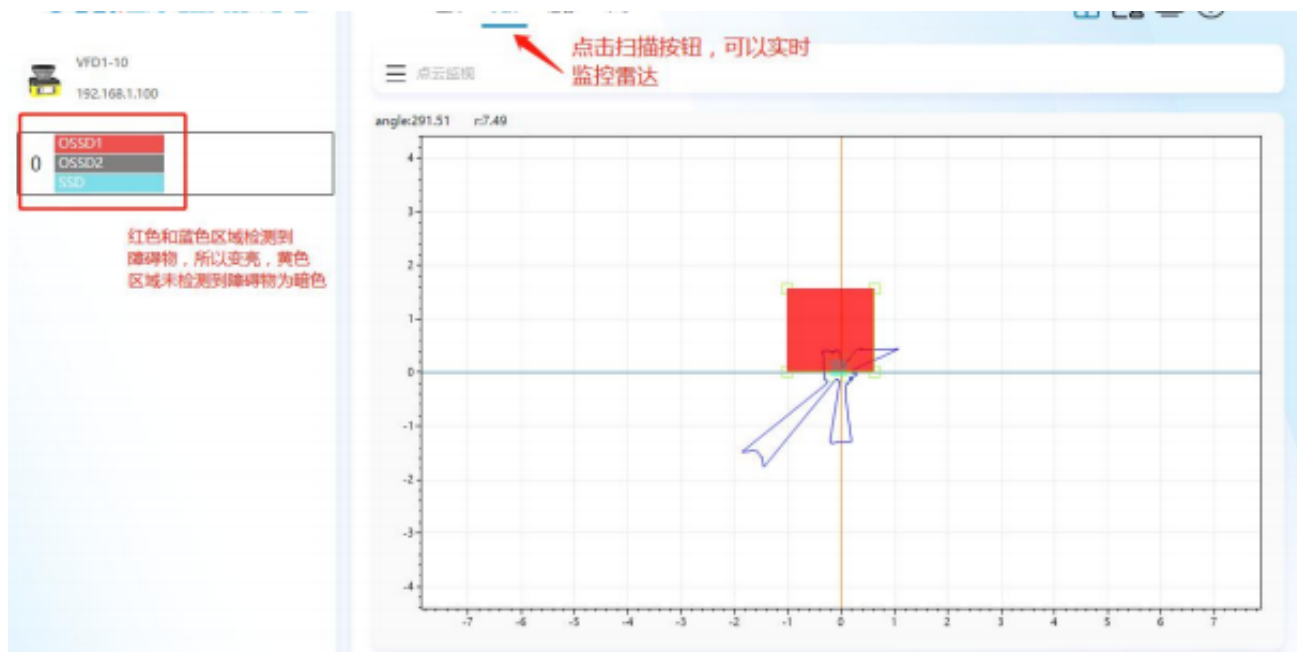 点击扫描按钮，可以实时
监控雷达
VFD1-10
192.168.1.100
点云监视
angle:291.51 r:7.49
0
OSSD1
OSSD2
SSD
红色和蓝色区域检测到
障碍物，所以变亮，黄色
区域未检测到障碍物为暗色
4
3
2
1
0
-1
-2
-3
-4
-7 -6 -5 -4 -3 -2 -1 0 1 2 3 4 5 6 7